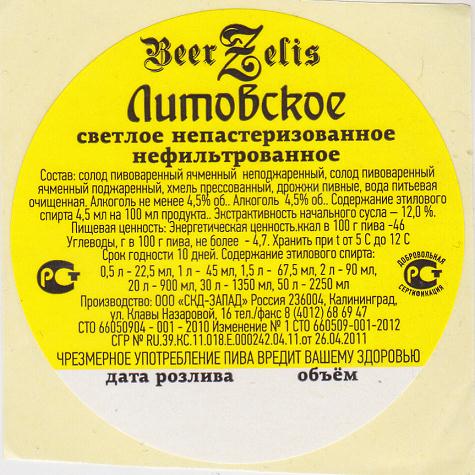 Beer Zelis
Литовское
светлое непастеризованное
нефильтрованное
Состав: солод пивоваренный ячменный неподжаренный, солод пивоваренный
ячменный поджаренный, хмель прессованный, дрожжи пивные, вода питьевая
очищенная, Алкоголь не менее 4,5% об.. Алкоголь 4,5% об.. Содержание этилового
спирта 4,5 мл на 100 мл продукта.. Экстрактивность начального сусла — 12,0 %.
Пищевая ценность: Энергетическая ценность.ккал в 100 г пива -46
Углеводы, г в 100 г пива, не более - 4,7. Хранить при t от 5 С до 12 С
Срок годности 10 дней. Содержание этилового спирта:
0,5 л - 22,5 мл, 1 л - 45 мл, 1,5 л - 67,5 мл, 2 л - 90 мл,
20 л - 900 мл, 30 л - 1350 мл, 50 л - 2250 мл
РСТ
ДОБРОВОЛЬНАЯ
РСТ
СЕРТИФИКАЦИЯ
Производство: ООО «СКД-ЗАПАД» Россия 236004, Калининград,
ул. Клавы Назаровой, 16 тел./факс 8 (4012) 68 69 47
СТО 66050904 - 001 - 2010 Изменение № 1 СТО 660509-001-2012
СГР № RU.39.КС.11.018.Е.000242.04.11.от 26.04.2011
ЧРЕЗМЕРНОЕ УПОТРЕБЛЕНИЕ ПИВА ВРЕДИТ ВАШЕМУ ЗДОРОВЬЮ
дата розлива объём